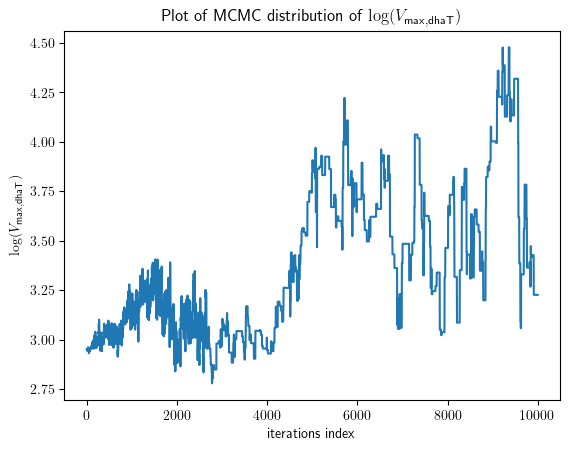 Plot of MCMC distribution of log(V_max,dhaT)
4.50
4.25
4.00
3.75
3.50
3.25
3.00
2.75
log(V_max,dhaT)
0 2000 4000 6000 8000 10000
iterations index